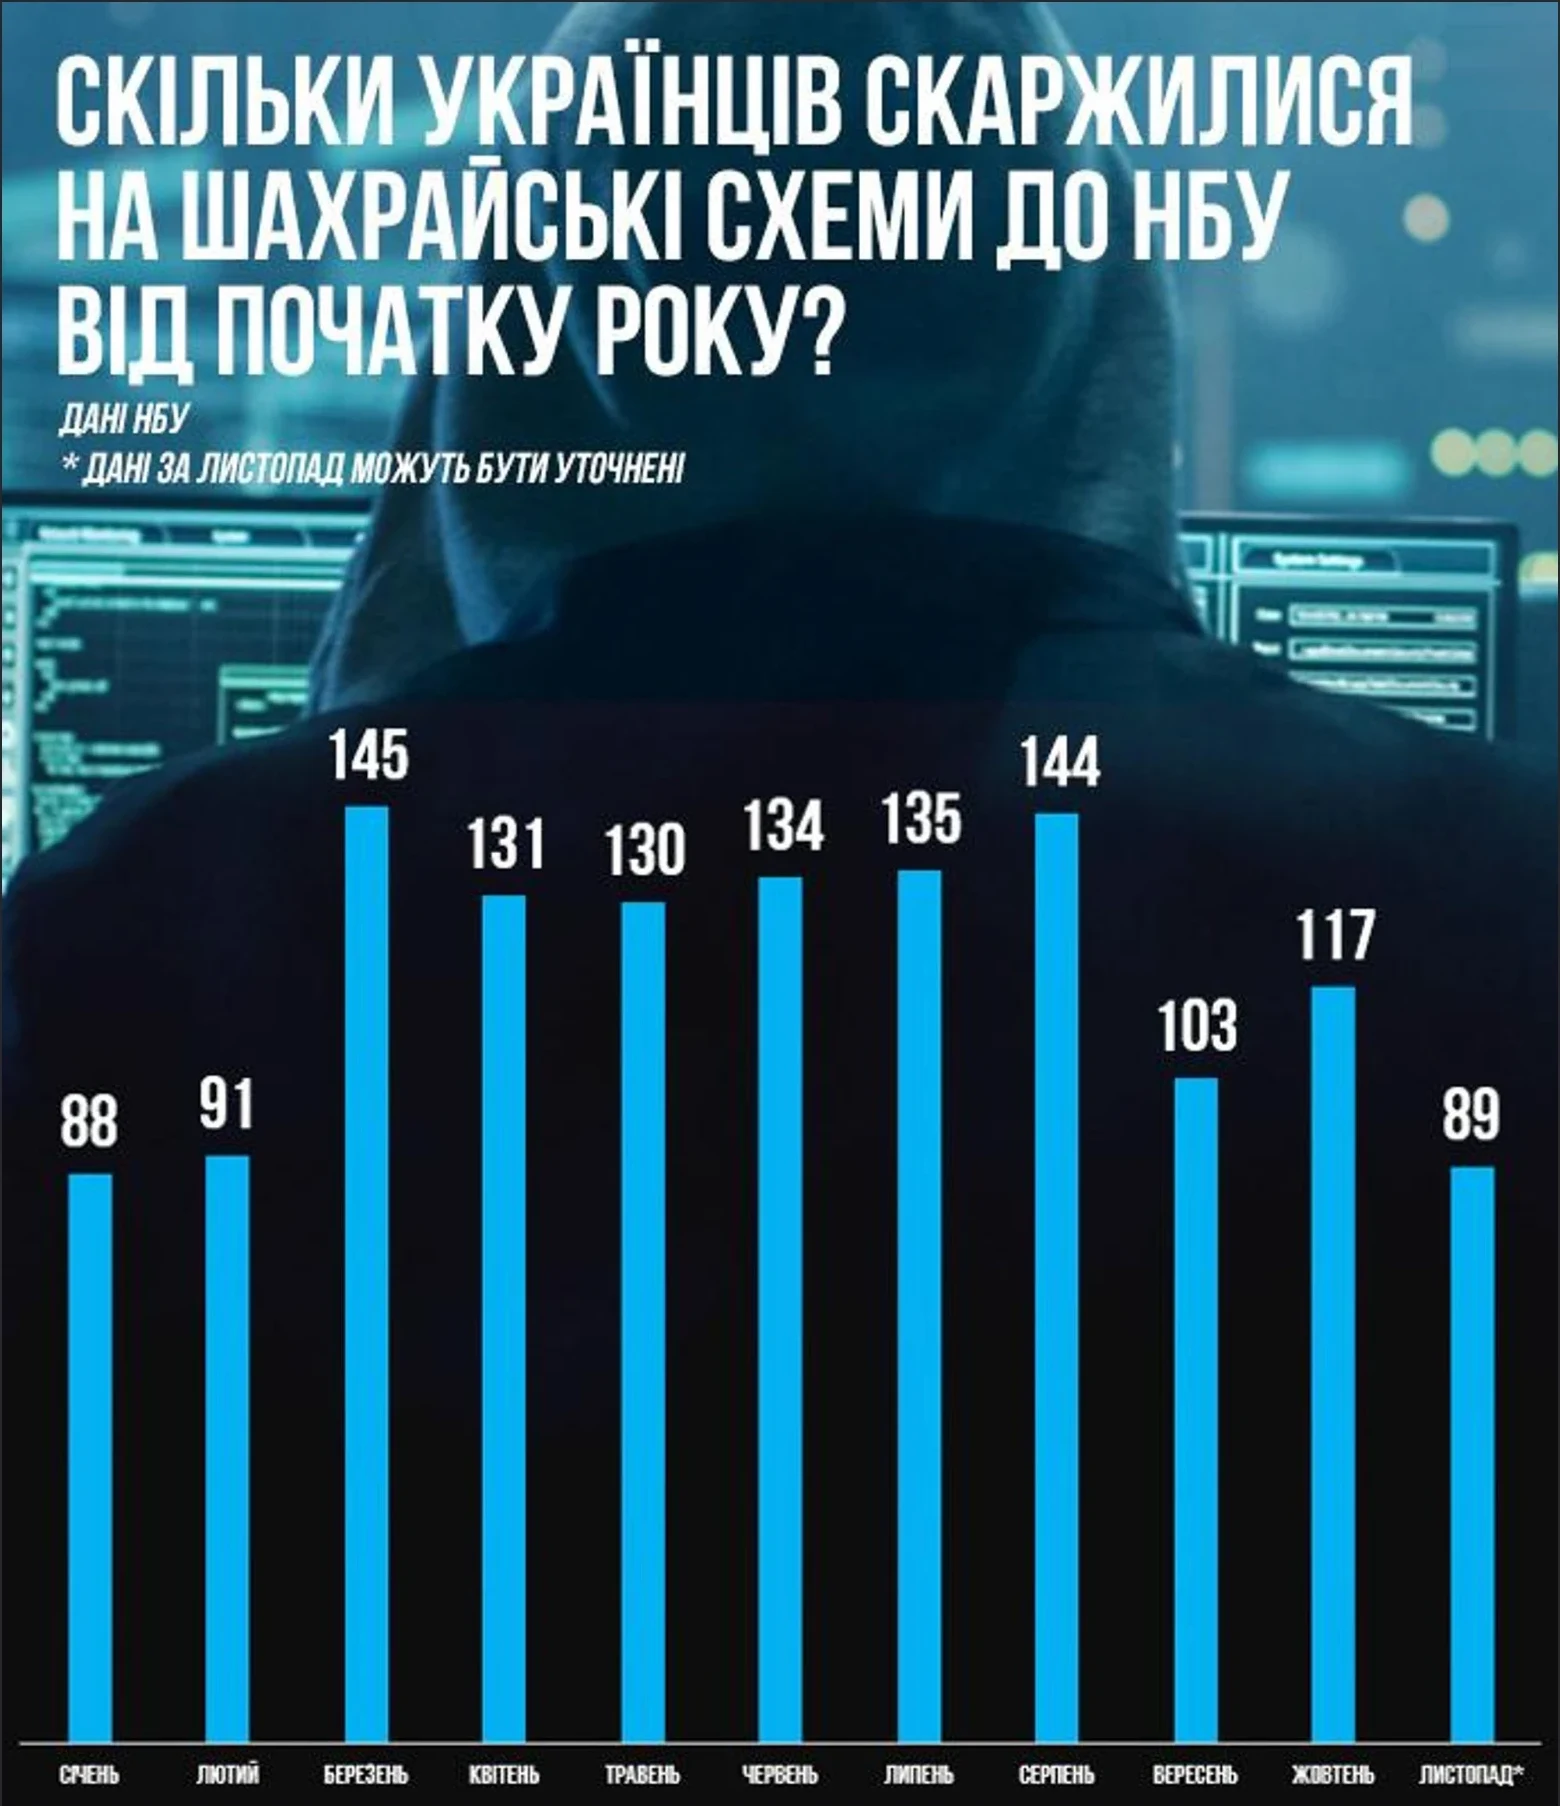 СКІЛЬКИ УКРАЇНЦІВ СКАРЖИЛИСЯ
НА ШАХРАЙСЬКІ СХЕМИ ДО НБУ
ВІД ПОЧАТКУ РОКУ?
ДАНІ НБУ
* ДАНІ ЗА ЛИСТОПАД МОЖУТЬ БУТИ УТОЧНЕНІ
System Settings
88 91 145 131 130 134 135 144 103 117 89
СІЧЕНЬ ЛЮТИЙ БЕРЕЗЕНЬ КВІТЕНЬ ТРАВЕНЬ ЧЕРВЕНЬ ЛИПЕНЬ СЕРПЕНЬ ВЕРЕСЕНЬ ЖОВТЕНЬ ЛИСТОПАД*